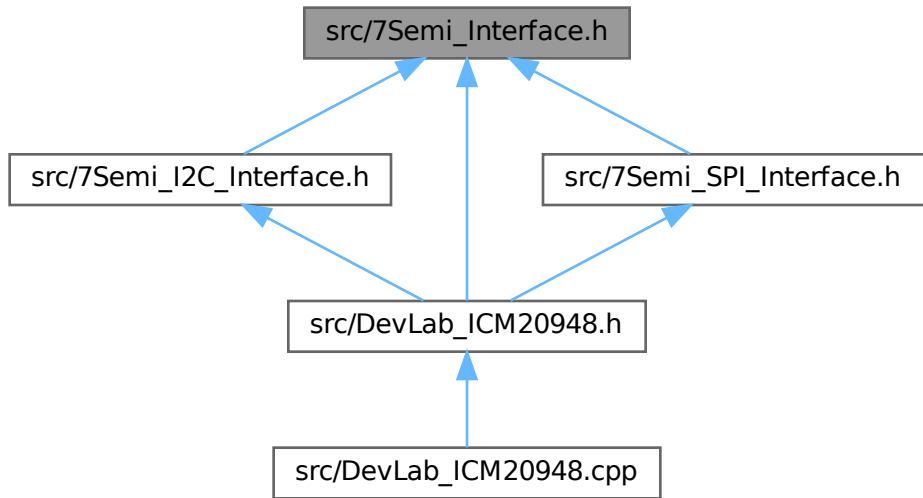 src/7Semi_Interface.h
src/7Semi_I2C_Interface.h
src/7Semi_SPI_Interface.h
src/DevLab_ICM20948.h
src/DevLab_ICM20948.cpp